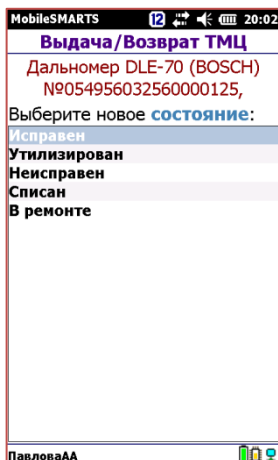 MobileSMARTS 12 20:02
Выдача/Возврат ТМЦ
Дальномер DLE-70 (BOSCH)
№054956032560000125,
Выберите новое состояние:
Исправен
Утилизирован
Неисправен
Списан
В ремонте
ПавловаАА